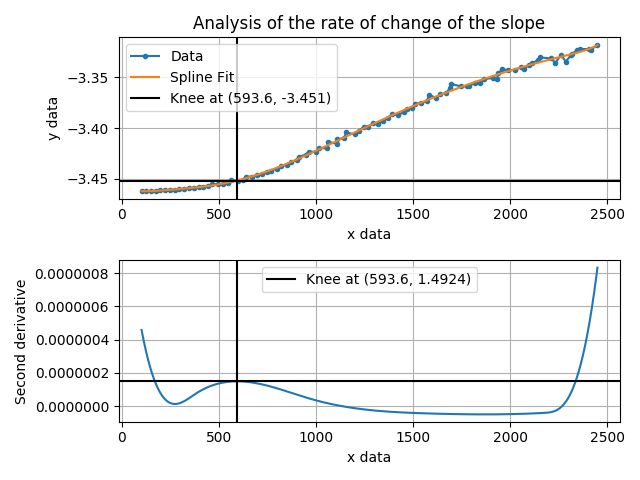 Analysis of the rate of change of the slope
Data
Spline Fit
Knee at (593.6, -3.451)
−3.35
−3.40
−3.45
y data
0 500 1000 1500 2000 2500
x data
Knee at (593.6, 1.4924)
0.0000008
0.0000006
0.0000004
0.0000002
0.0000000
Second derivative
0 500 1000 1500 2000 2500
x data